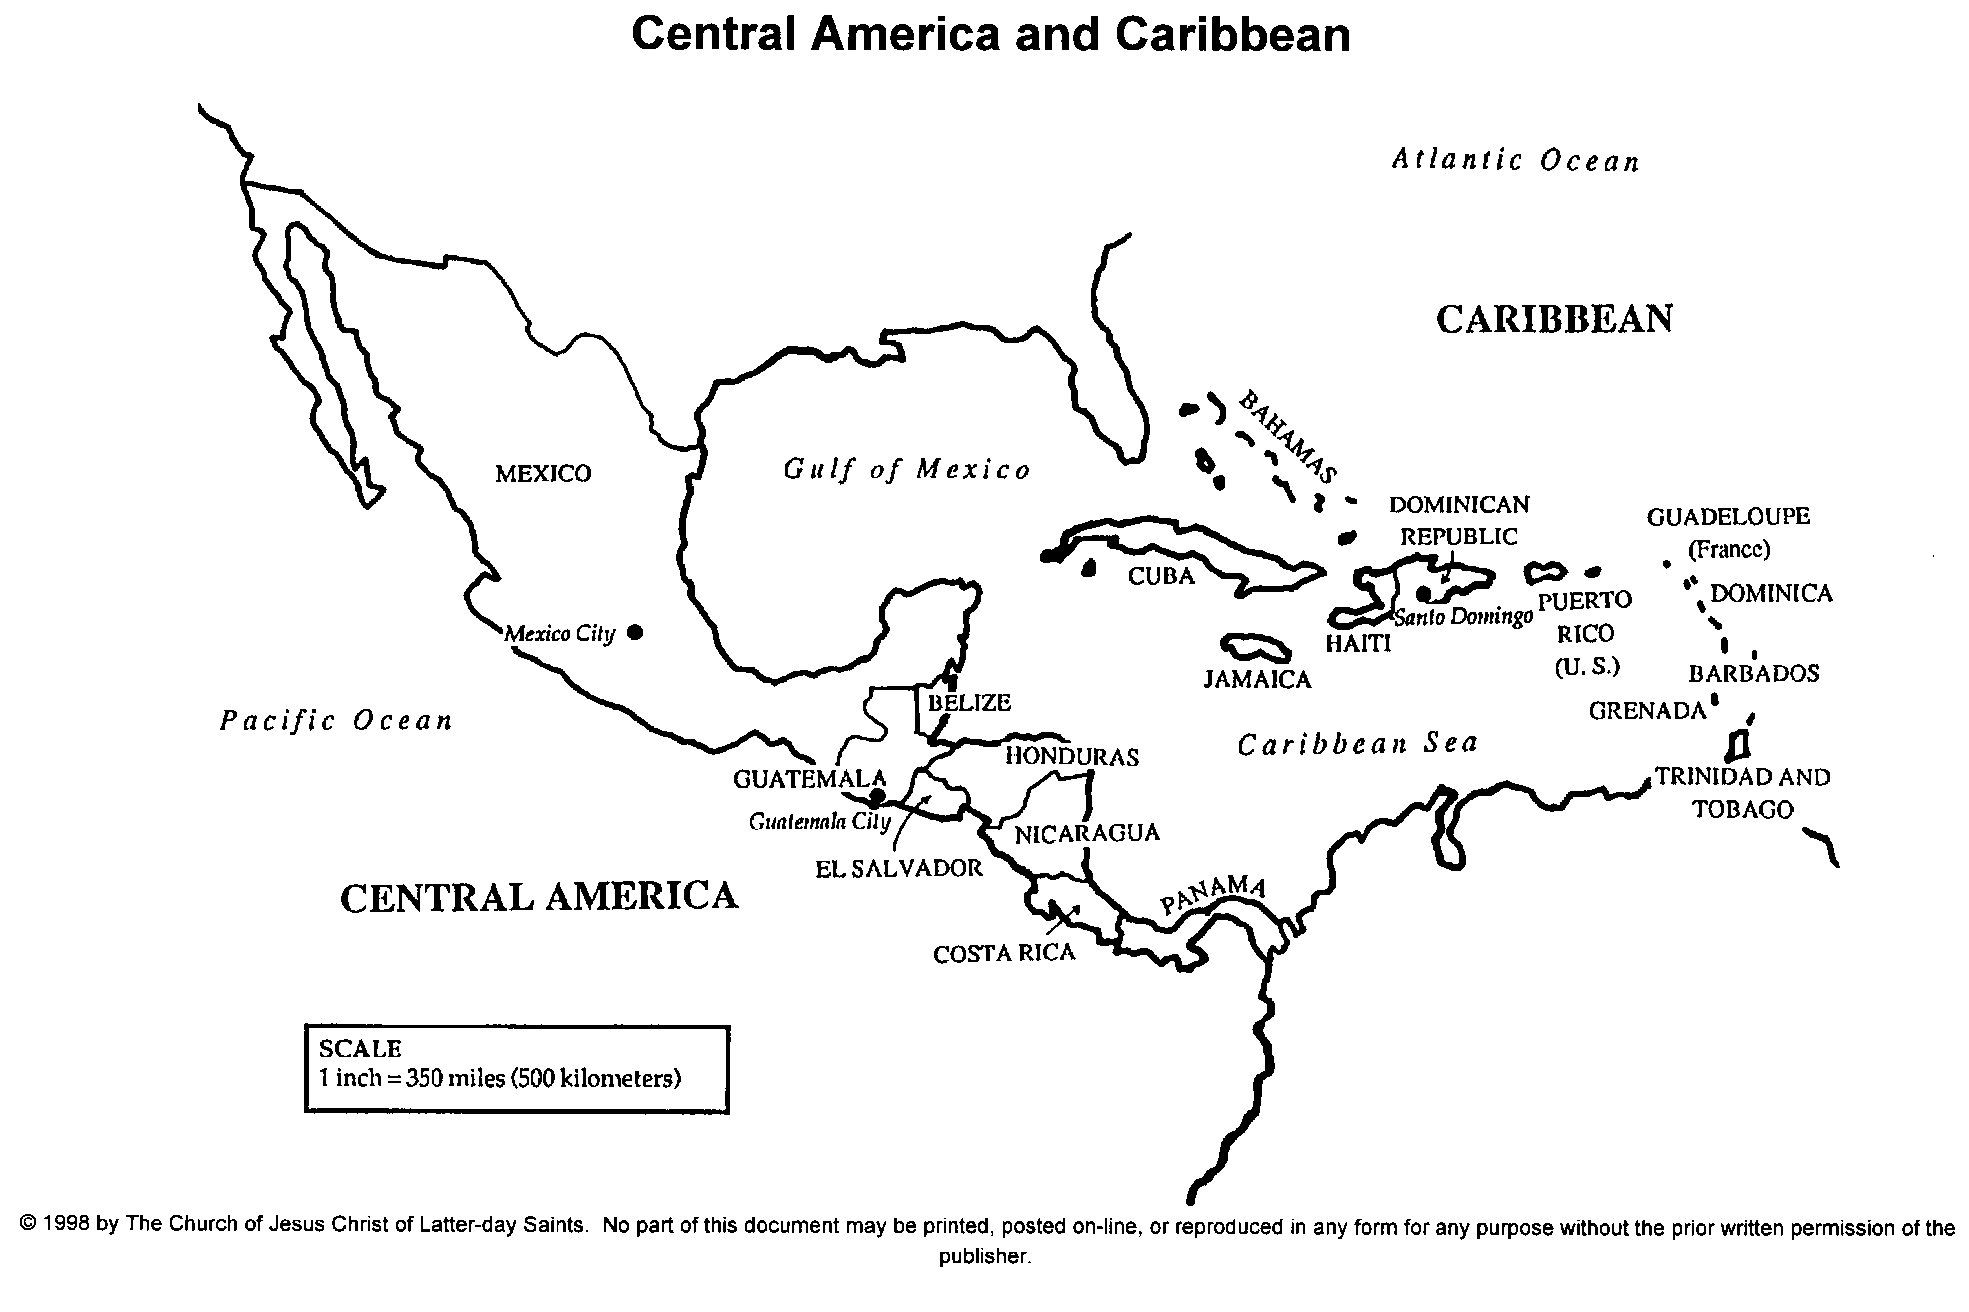 Central America and Caribbean
Atlantic Ocean
CARIBBEAN
BAHAMAS
MEXICO
Gulf of Mexico
DOMINICAN
REPUBLIC
GUADELOUPE
(France)
CUBA
DOMINICA
PUERTO
RICO
(U. S.)
Santo Domingo
HAITI
Mexico City
JAMAICA
BARBADOS
BELIZE
GRENADA
Pacific Ocean
Caribbean Sea
HONDURAS
GUATEMALA
TRINIDAD AND
TOBAGO
Guatemala City
NICARAGUA
EL SALVADOR
CENTRAL AMERICA
PANAMA
COSTA RICA
SCALE
1 inch = 350 miles (500 kilometers)
© 1998 by The Church of Jesus Christ of Latter-day Saints. No part of this document may be printed, posted on-line, or reproduced in any form for any purpose without the prior written permission of the
publisher.